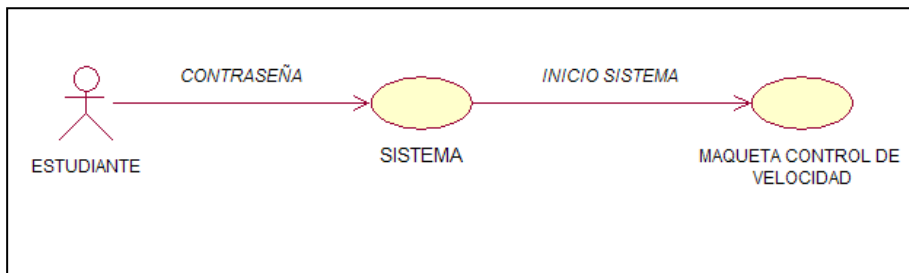 CONTRASEÑA
INICIO SISTEMA
ESTUDIANTE
SISTEMA
MAQUETA CONTROL DE
VELOCIDAD